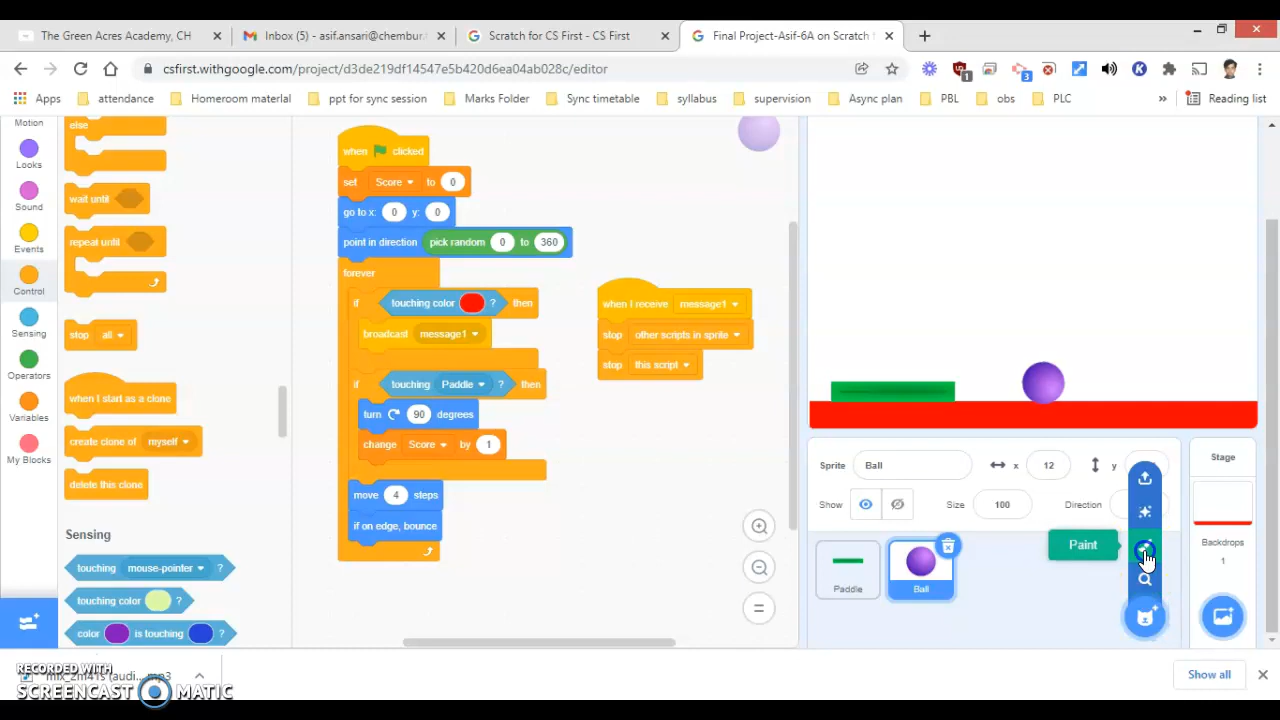 The Green Acres Academy, CH
Inbox (5) - asif.ansari@chembur
Scratch for CS First - CS First
Final Project-Asif-6A on Scratch f
csfirst.withgoogle.com/project/d3de219df14547e5b420d6ea04ab028c/editor
Apps
attendance
Homeroom material
ppt for sync session
Marks Folder
Sync timetable
syllabus
supervision
Async plan
PBL
obs
PLC
»
Reading list
Motion
Looks
Sound
Events
Control
Sensing
Operators
Variables
My Blocks
else
wait until
repeat until
stop all
when I start as a clone
create clone of myself
delete this clone
Sensing
touching mouse-pointer ?
touching color ?
color is touching ?
when clicked
set Score to 0
go to x: 0 y: 0
point in direction pick random 0 to 360
forever
if touching color ? then
broadcast message1
if touching Paddle ? then
turn 90 degrees
change Score by 1
move 4 steps
if on edge, bounce
when I receive message1
stop other scripts in sprite
stop this script
Sprite Ball x 12 y
Show Size 100 Direction
Paint
Paddle
Ball
Stage
Backdrops
1
RECORDED WITH
SCREENCAST MATIC
Show all